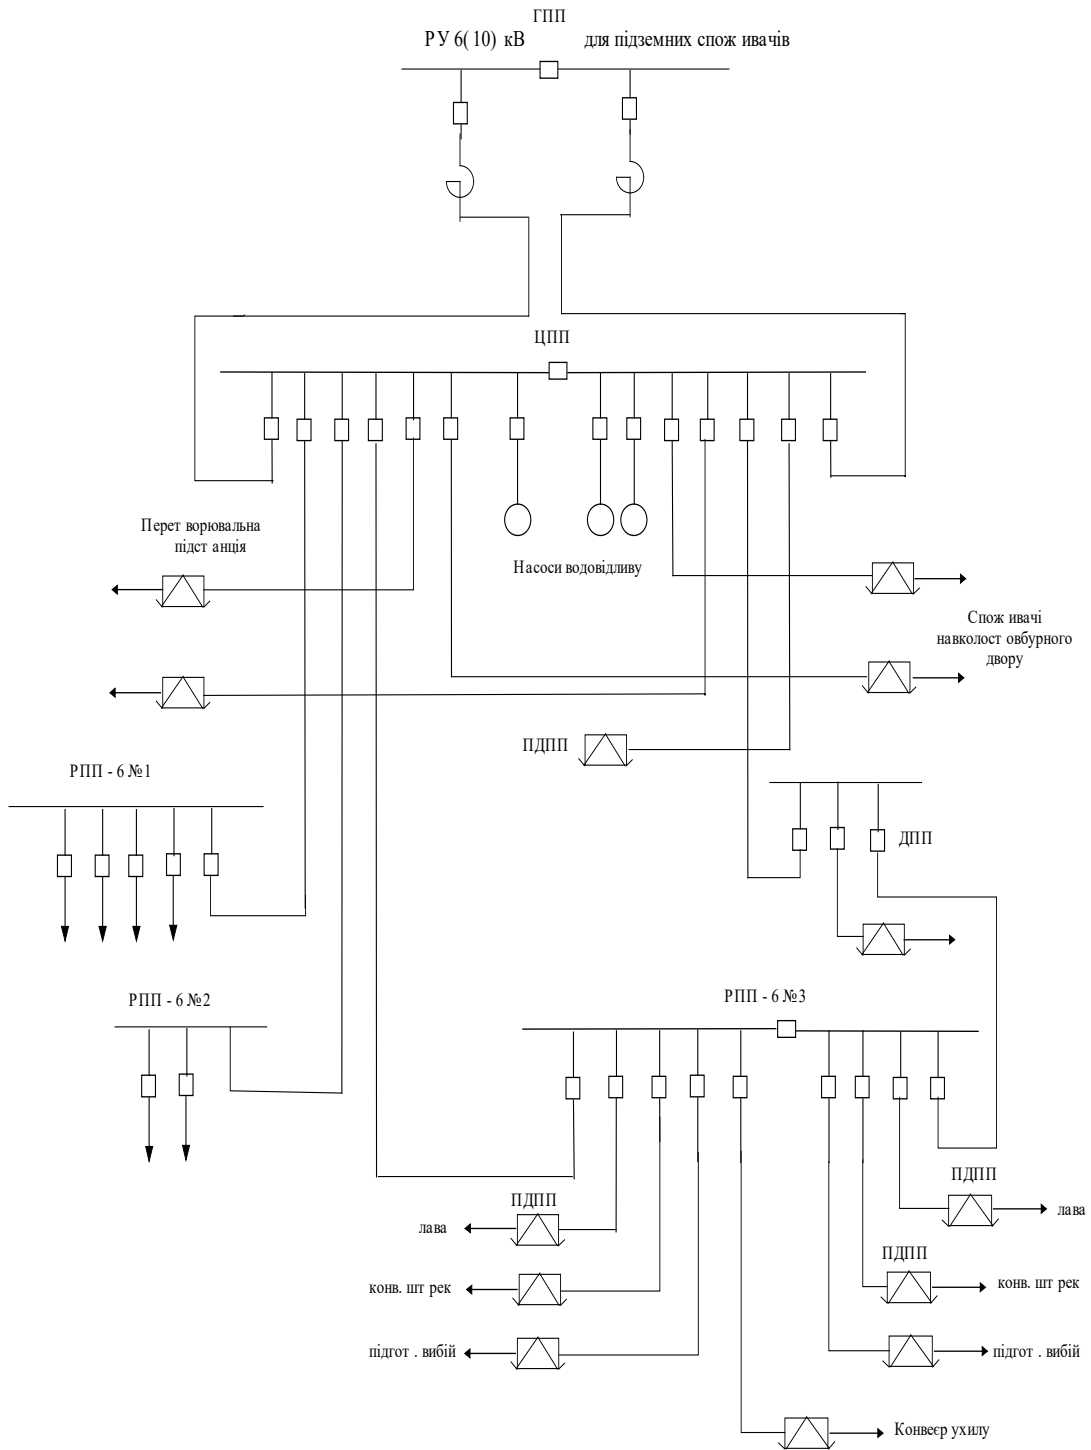 ГПП
РУ 6( 10) кВ для підземних спож ивачів
ЦПП
Перет ворювальна
підст анція
Насоси водовідливу
Спож ивачі
навколост овбурного
двору
ПДПП
РПП - 6 №1
ДПП
РПП - 6 №2
РПП - 6 №3
ПДПП
ПДПП
лава
лава
ПДПП
конв. шт рек
конв. шт рек
підгот . вибій
підгот . вибій
Конвеєр ухилу